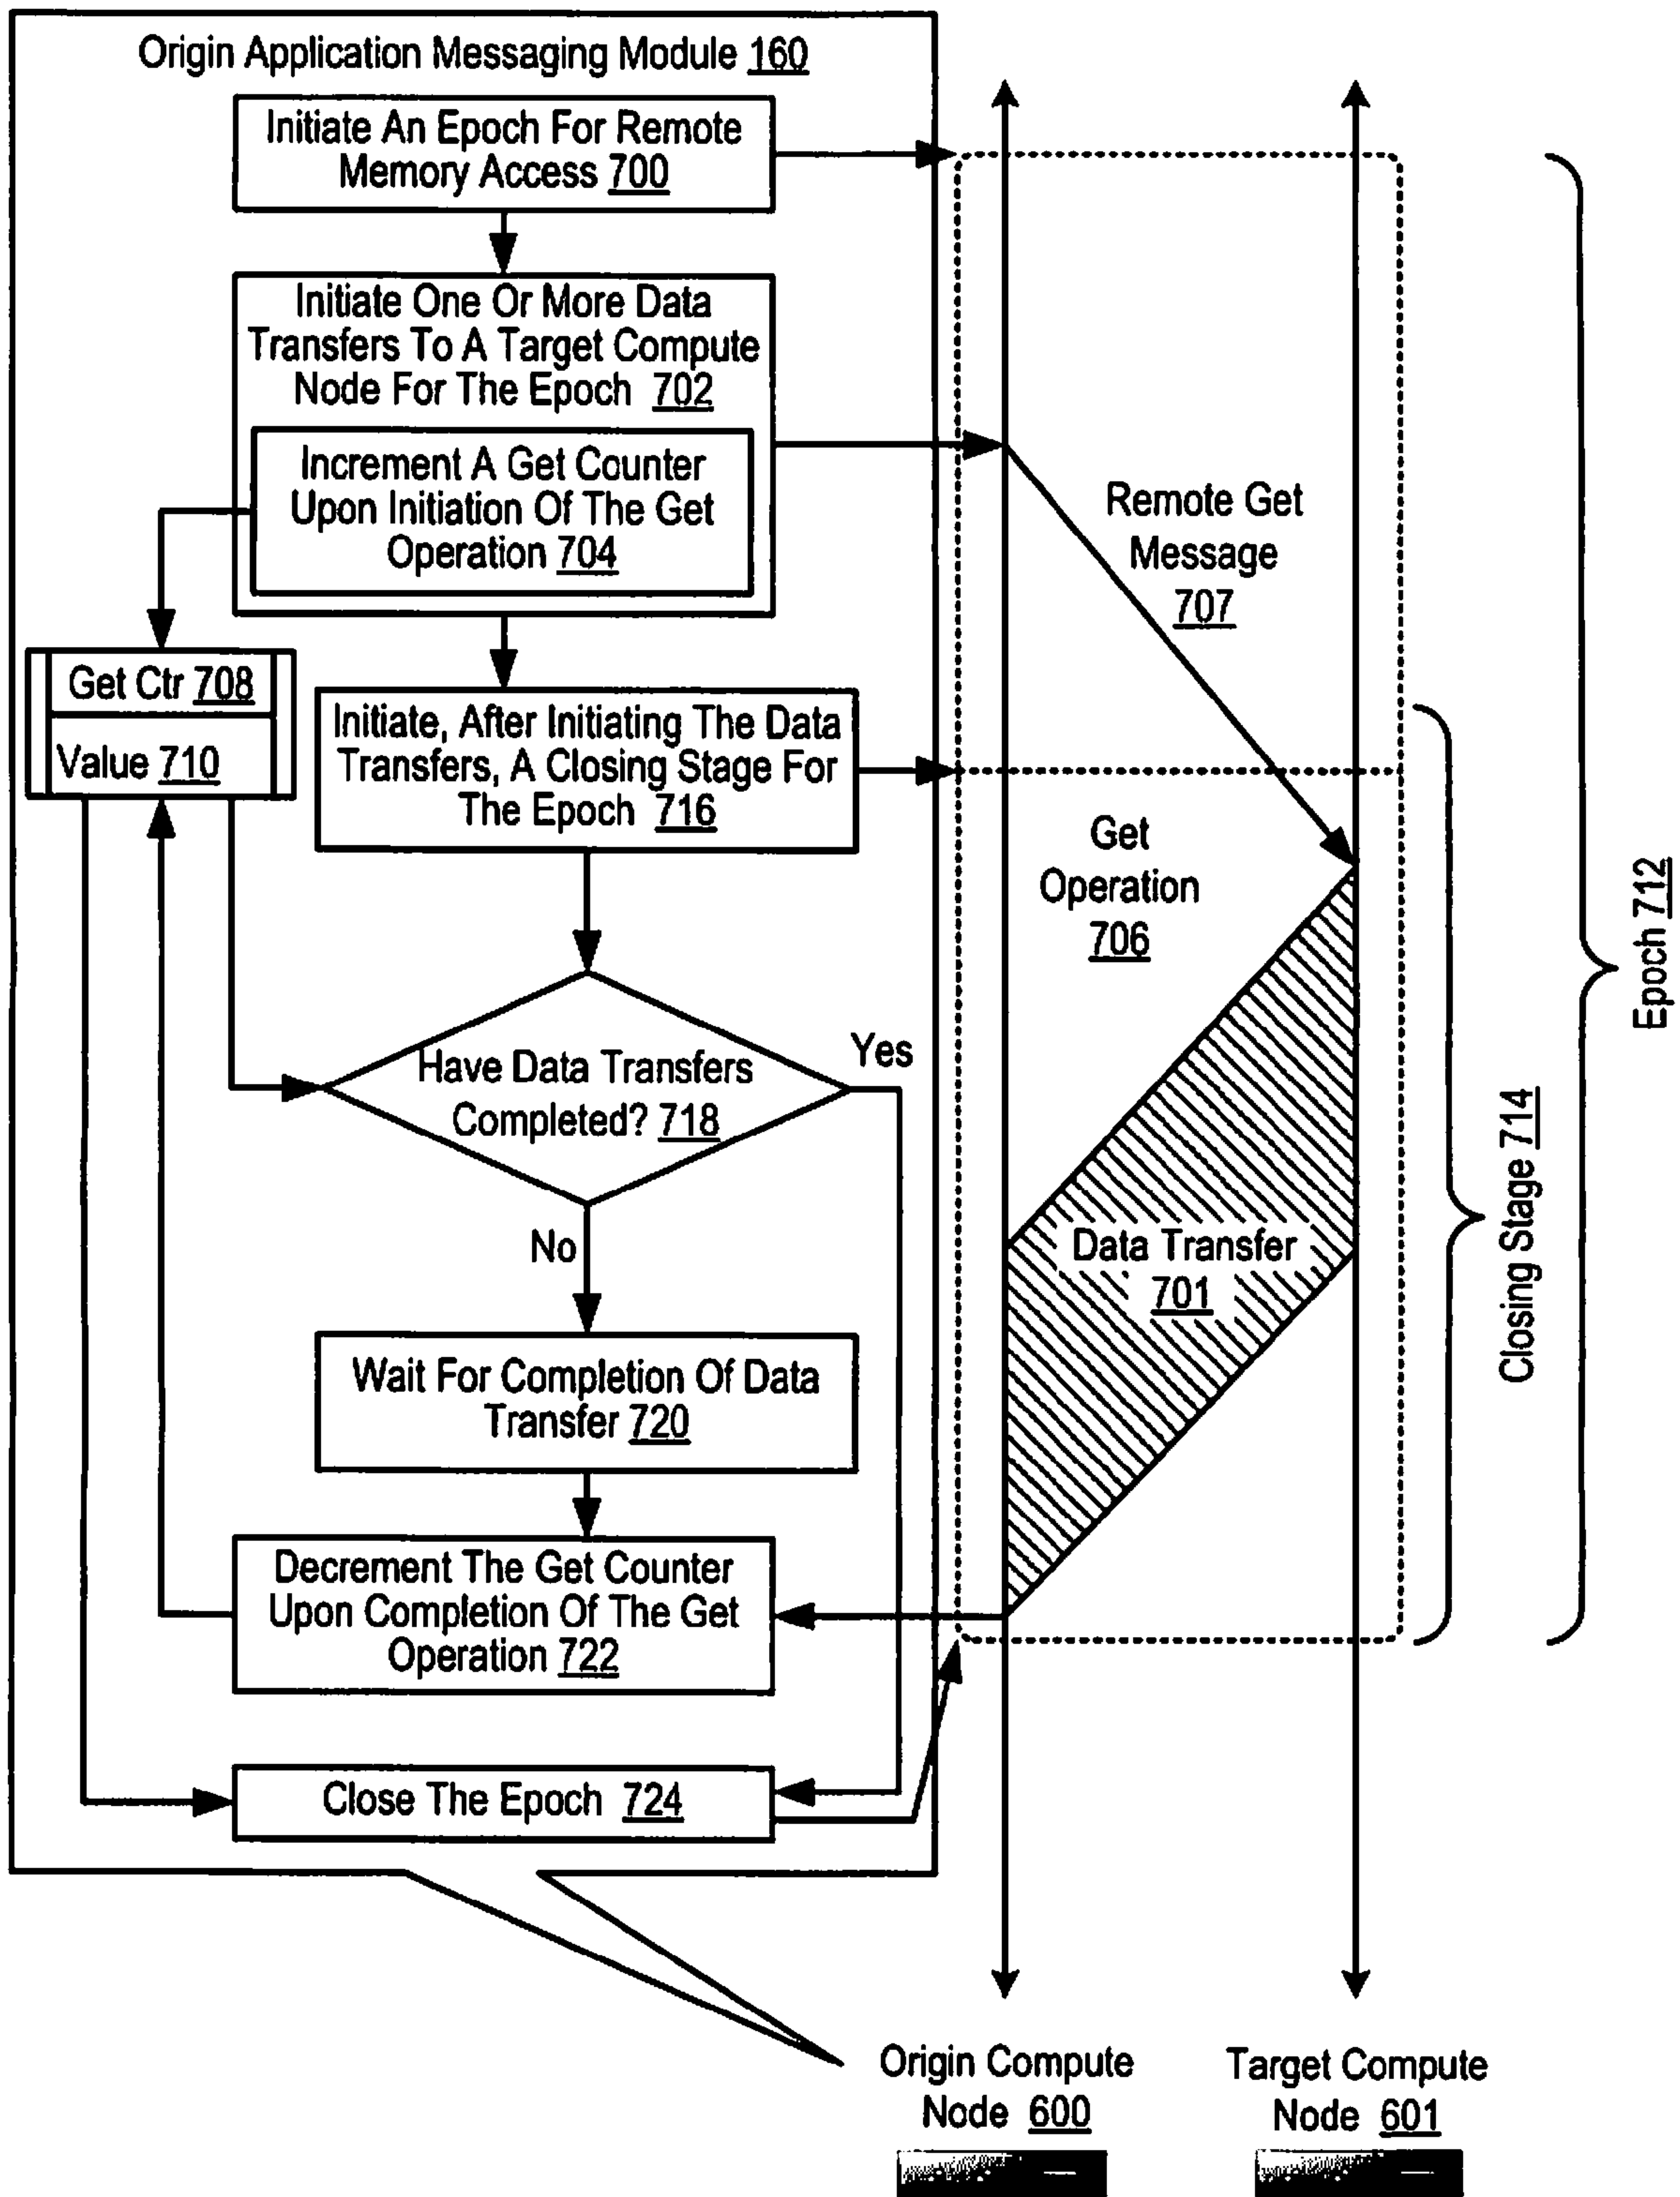 Origin Application Messaging Module 160
Initiate An Epoch For Remote
Memory Access 700
Initiate One Or More Data
Transfers To A Target Compute
Node For The Epoch 702
Increment A Get Counter
Upon Initiation Of The Get
Operation 704
Remote Get
Message
707
Get Ctr 708
Value 710
Initiate, After Initiating The Data
Transfers, A Closing Stage For
The Epoch 716
Get
Operation
706
Epoch 712
Have Data Transfers
Completed? 718
Yes
No
Data Transfer
701
Closing Stage 714
Wait For Completion Of Data
Transfer 720
Decrement The Get Counter
Upon Completion Of The Get
Operation 722
Close The Epoch 724
Origin Compute
Node 600
Target Compute
Node 601